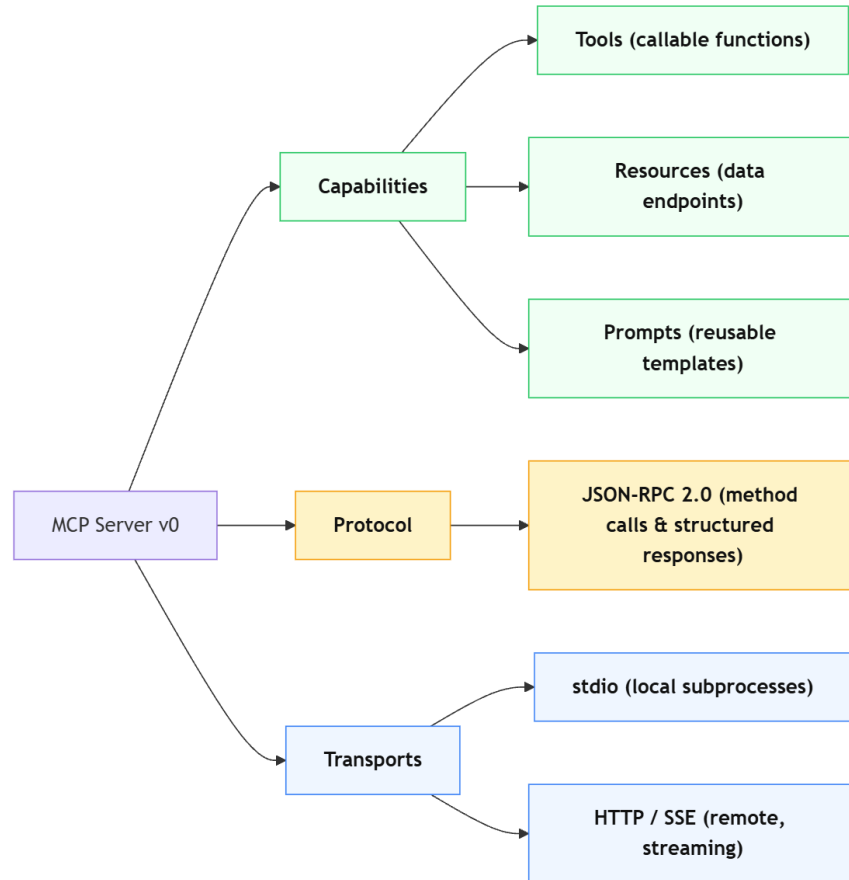 Tools (callable functions)
Capabilities
Resources (data
endpoints)
Prompts (reusable
templates)
MCP Server v0
Protocol
JSON-RPC 2.0 (method
calls & structured
responses)
stdio (local subprocesses)
Transports
HTTP / SSE (remote,
streaming)